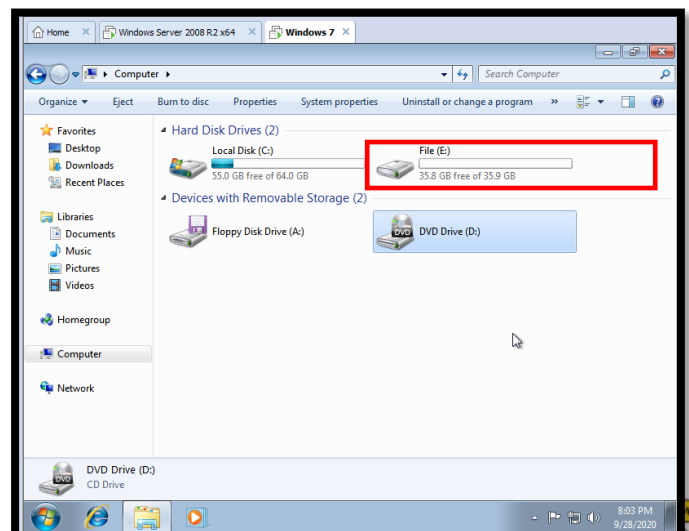 Home
Windows Server 2008 R2 x64
Windows 7
Computer
Search Computer
Organize
Eject
Burn to disc
Properties
System properties
Uninstall or change a program
»
Favorites
Desktop
Downloads
Recent Places
Libraries
Documents
Music
Pictures
Videos
Homegroup
Computer
Network
Hard Disk Drives (2)
Local Disk (C:)
55.0 GB free of 64.0 GB
File (E:)
35.8 GB free of 35.9 GB
Devices with Removable Storage (2)
Floppy Disk Drive (A:)
DVD
DVD Drive (D:)
DVD
DVD Drive (D:)
CD Drive
8:03 PM
9/28/2020